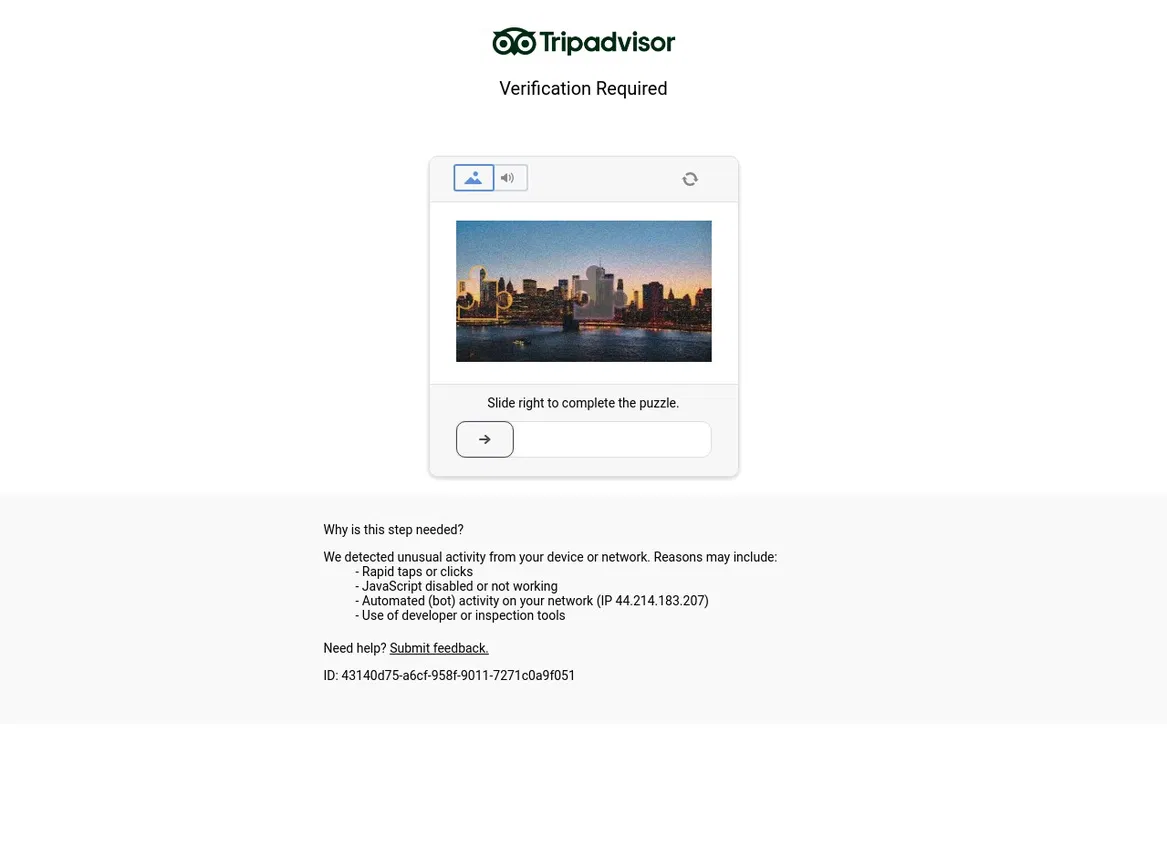 Tripadvisor
Verification Required
Slide right to complete the puzzle.
Why is this step needed?
We detected unusual activity from your device or network. Reasons may include:
- Rapid taps or clicks
- JavaScript disabled or not working
- Automated (bot) activity on your network (IP 44.214.183.207)
- Use of developer or inspection tools
Need help? Submit feedback.
ID: 43140d75-a6cf-958f-9011-7271c0a9f051